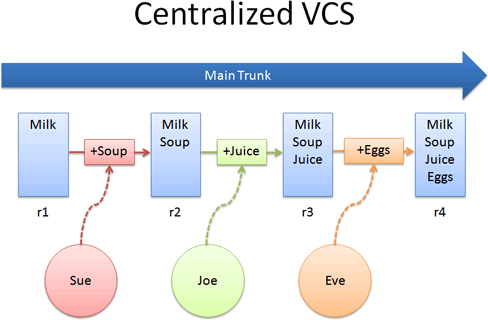 Centralized VCS
Main Trunk
Milk
+Soup
Milk
Soup
+Juice
Milk
Soup
Juice
+Eggs
Milk
Soup
Juice
Eggs
r1
r2
r3
r4
Sue
Joe
Eve